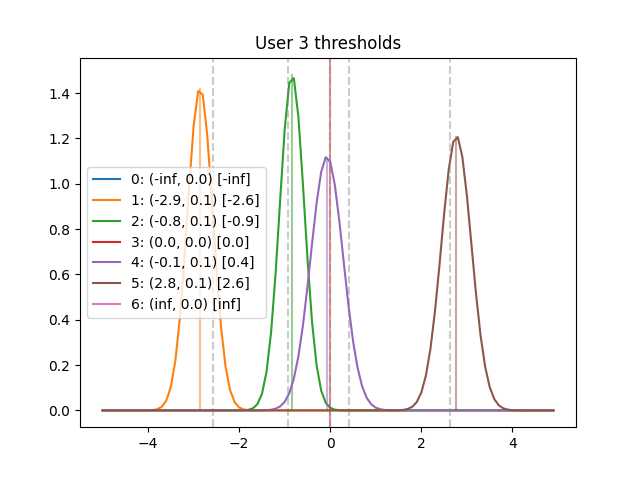 User 3 thresholds
1.4
1.2
1.0
0.8
0.6
0.4
0.2
0.0
0: (-inf, 0.0) [-inf]
1: (-2.9, 0.1) [-2.6]
2: (-0.8, 0.1) [-0.9]
3: (0.0, 0.0) [0.0]
4: (-0.1, 0.1) [0.4]
5: (2.8, 0.1) [2.6]
6: (inf, 0.0) [inf]
−4 −2 0 2 4